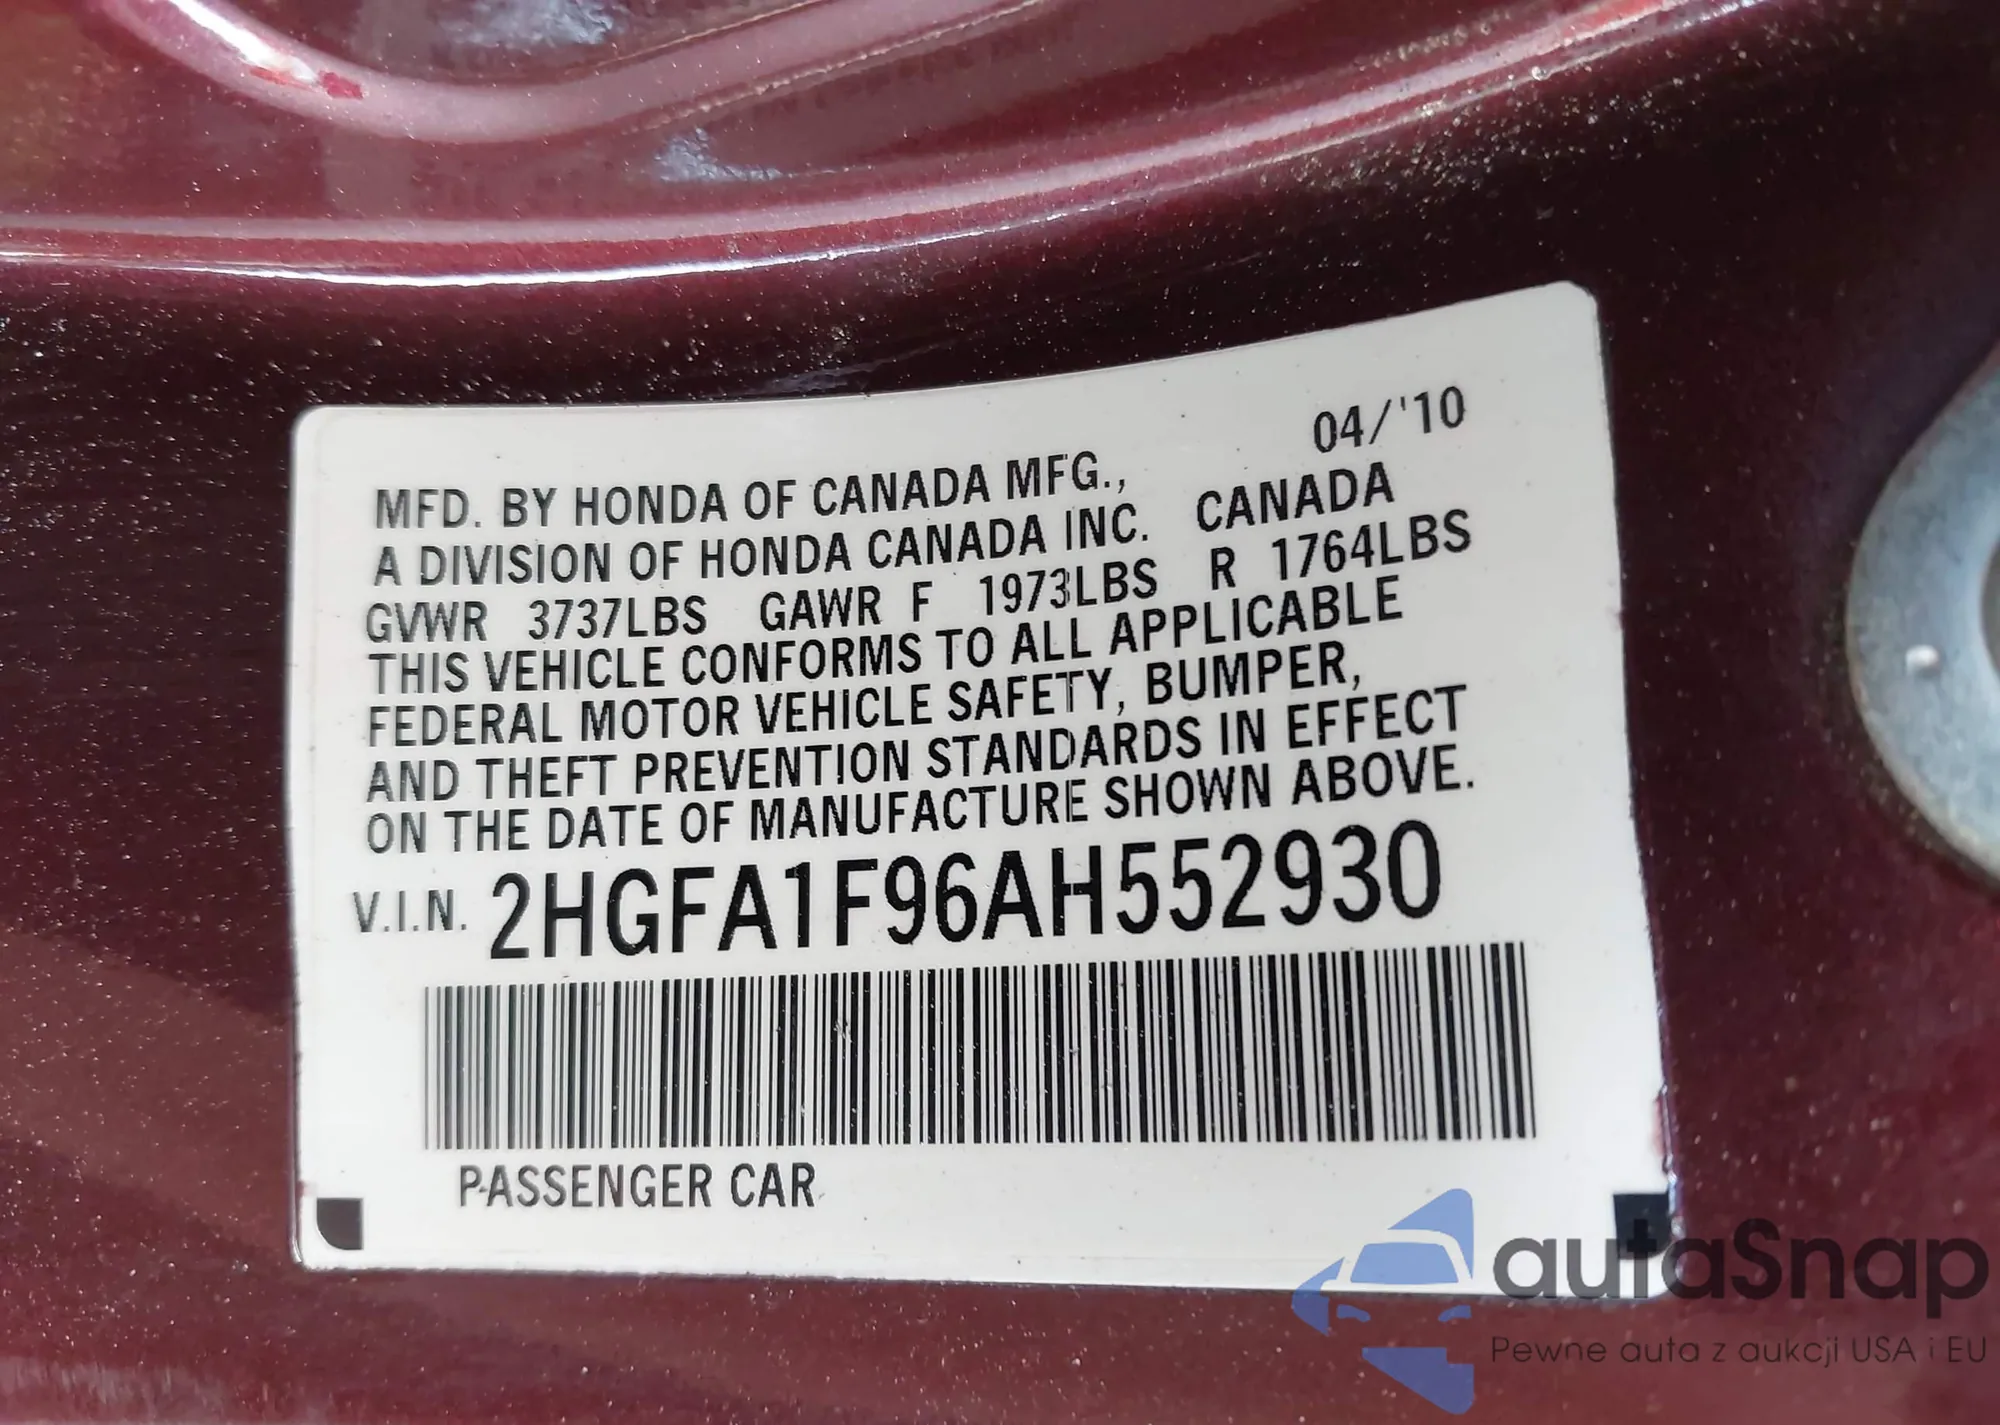 04/'10
MFD. BY HONDA OF CANADA MFG.,
A DIVISION OF HONDA CANADA INC. CANADA
GVWR 3737LBS GAWR F 1973LBS R 1764LBS
THIS VEHICLE CONFORMS TO ALL APPLICABLE
FEDERAL MOTOR VEHICLE SAFETY, BUMPER,
AND THEFT PREVENTION STANDARDS IN EFFECT
ON THE DATE OF MANUFACTURE SHOWN ABOVE.
V.I.N. 2HGFA1F96AH552930
PASSENGER CAR
autaSnap
Pewne auta z aukcji USA i EU